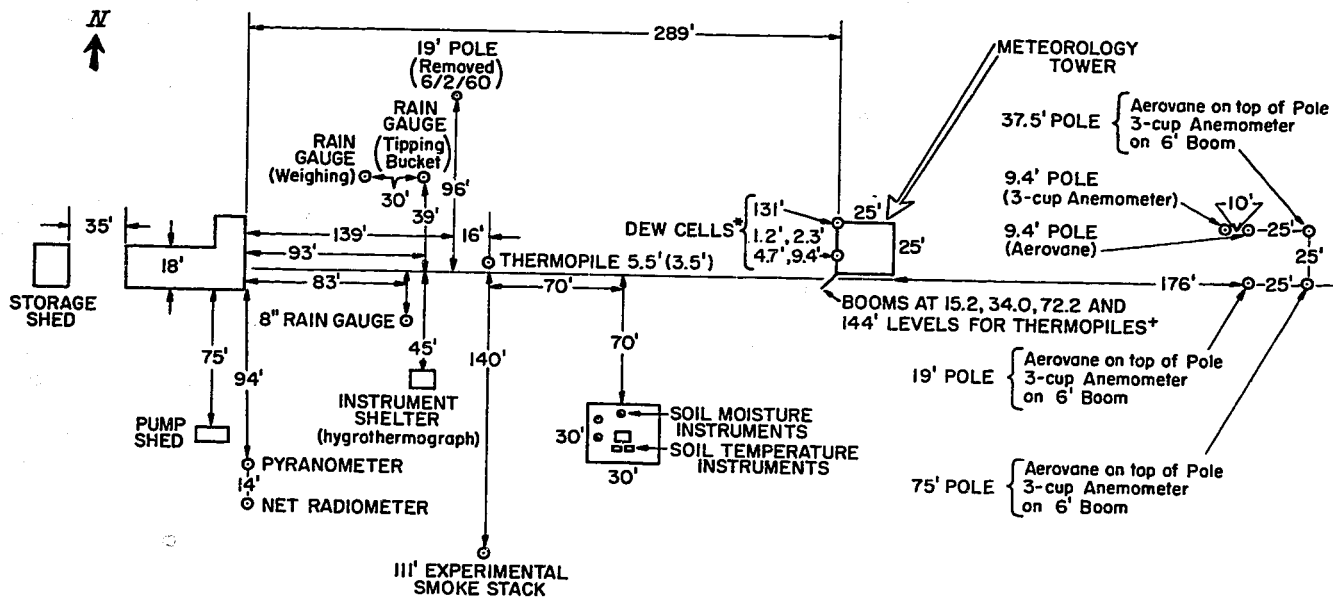 N
289'
19' POLE
(Removed
6/2/60)
METEOROLOGY
TOWER
RAIN
GAUGE
(Tipping
Bucket)
RAIN
GAUGE
(Weighing)
30'
39'
96'
37.5' POLE
Aerovane on top of Pole
3-cup Anemometer
on 6' Boom
9.4' POLE
(3-cup Anemometer)
10'
9.4' POLE
(Aerovane)
25'
25'
35'
18'
STORAGE
SHED
139'
16'
93'
83'
THERMOPILE 5.5' (3.5')
70'
DEW CELLS*
131'
1.2', 2.3'
4.7', 9.4'
25'
25'
176'
25'
BOOMS AT 15.2, 34.0, 72.2 AND
144' LEVELS FOR THERMOPILES+
8" RAIN GAUGE
75'
94'
45'
140'
70'
PUMP
SHED
INSTRUMENT
SHELTER
(hygrothermograph)
PYRANOMETER
14'
NET RADIOMETER
30'
30'
SOIL MOISTURE
INSTRUMENTS
SOIL TEMPERATURE
INSTRUMENTS
19' POLE
Aerovane on top of Pole
3-cup Anemometer
on 6' Boom
75' POLE
Aerovane on top of Pole
3-cup Anemometer
on 6' Boom
111' EXPERIMENTAL
SMOKE STACK